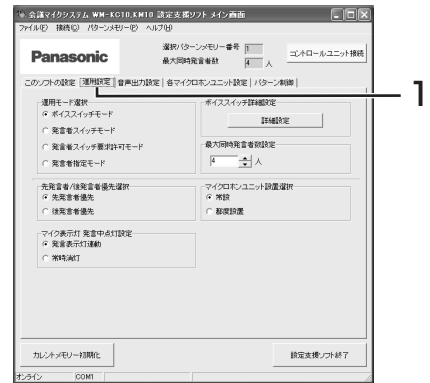 会議マイクシステム WM-KC10,KM10 設定支援ソフト メイン画面
ファイル(F) 接続(C) パターンメモリー(P) ヘルプ(H)
Panasonic
選択パターンメモリー番号 1
最大同時発言者数 4 人
コントロールユニット接続
このソフトの設定 運用設定 音声出力設定 各マイクロホンユニット設定 パターン制御
1
運用モード選択
ボイススイッチモード
発言者スイッチモード
発言者スイッチ要求許可モード
発言者指定モード
ボイススイッチ詳細設定
詳細設定
最大同時発言者数設定
4 人
先発言者/後発言者優先選択
先発言者優先
後発言者優先
マイクロホンユニット設置選択
常設
都度設置
マイク表示灯 発言中点灯設定
発言表示灯連動
常時消灯
カレントメモリー初期化
設定支援ソフト終了
オンライン COM1